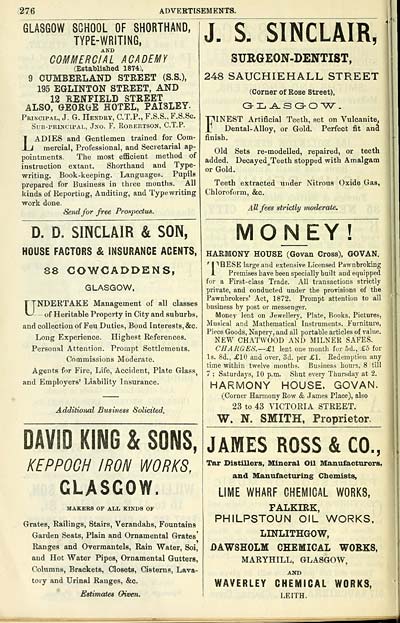 276
ADVERTISEMENTS.
GLASGOW SCHOOL OF SHORTHAND,
TYPE-WRITING,
AND
COMMERCIAL ACADEMY
(Established 1874),
9 CUMBERLAND STREET (S.S.),
195 EGLINTON STREET, AND
12 RENFIELD STREET
ALSO, GEORGE HOTEL, PAISLEY.
PRINCIPAL, J. G. HENDRY, C.T.P., F.S.S., F.S.Sc.
SUB-PRINCIPAL, JNO. F. ROBERTSON, C.T.P.
LADIES and Gentlemen trained for Com-
mercial, Professional, and Secretarial ap-
pointments. The most efficient method of
instruction extant. Shorthand and Type-
writing, Book-keeping, Languages. Pupils
prepared for Business in three months. All
kinds of Reporting, Auditing, and Typewriting
work done.
Send for free Prospectus.
D. D. SINCLAIR & SON,
HOUSE FACTORS & INSURANCE AGENTS,
88 COWCADDENS,
GLASGOW,
UNDERTAKE Management of all classes
of Heritable Property in City and suburbs,
and collection of Feu Duties, Bond Interests, &c.
Long Experience. Highest References.
Personal Attention. Prompt Settlements.
Commissions Moderate.
Agents for Fire, Life, Accident, Plate Glass,
and Employers' Liability Insurance.
Additional Business Solicited,
DAVID KING & SONS,
KEPPOCH IRON WORKS,
GLASGOW.
MAKERS OF ALL KINDS OF
Grates, Railings, Stairs, Verandahs, Fountains
Garden Seats, Plain and Ornamental Grates
Ranges and Overmantels, Rain Water, Soil,
and Hot Water Pipes, Ornamental Gutters,
Columns, Brackets, Closets, Cisterns, Lava-
tory and Urinal Ranges, &c.
Estimates Given.
J. S. SINCLAIR,
SURGEON-DENTIST,
248 SAUCHIEHALL STREET
(Corner of Rose Street),
GLASGOW.
FINEST Artificial Teeth, set on Vulcanite,
Dental-Alloy, or Gold. Perfect fit and
finish.
Old Sets re-modelled, repaired, or teeth
added. Decayed Teeth stopped with Amalgam
or Gold.
Teeth extracted under Nitrous Oxide Gas,
Chloroform, &c.
All fees strictly moderate.
MONEY!
HARMONY HOUSE (Govan Cross), GOVAN.
THESE large and extensive Licensed Pawnbroking
Premises have been specially built and equipped
for a First-class Trade. All transactions strictly
private, and conducted under the provisions of the
Pawnbrokers' Act, 1872. Prompt attention to all
business by post or messenger.
Money lent on Jewellery, Plate, Books, Pictures,
Musical and Mathematical Instruments, Furniture,
Piece Goods, Napery, and all portable articles of value.
NEW CHATWOOD AND MILNER SAFES.
CHARGES.—£1 lent one month for 5d., £5 for
1s. 8d., £10 and over, 3d. per £1. Redemption any
time within twelve months. Business hours, 8 till
7; Saturdays, 10 p.m. Shut every Thursday at 2.
HARMONY HOUSE, GOVAN.
(Corner Harmony Row & James Place), also
23 to 43 VICTORIA STREET.
W. N. SMITH, Proprietor.
JAMES ROSS & CO.,
Tar Distillers, Mineral Oil Manufacturers,
and Manufacturing Chemists,
LIME WHARF CHEMICAL WORKS,
FALKIRK,
PHILPSTOUN OIL WORKS,
LINLITHGOW,
DAWSHOLM CHEMICAL WORKS,
MARYHILL, GLASGOW,
AND
WAVERLEY CHEMICAL WORKS,
LEITH.